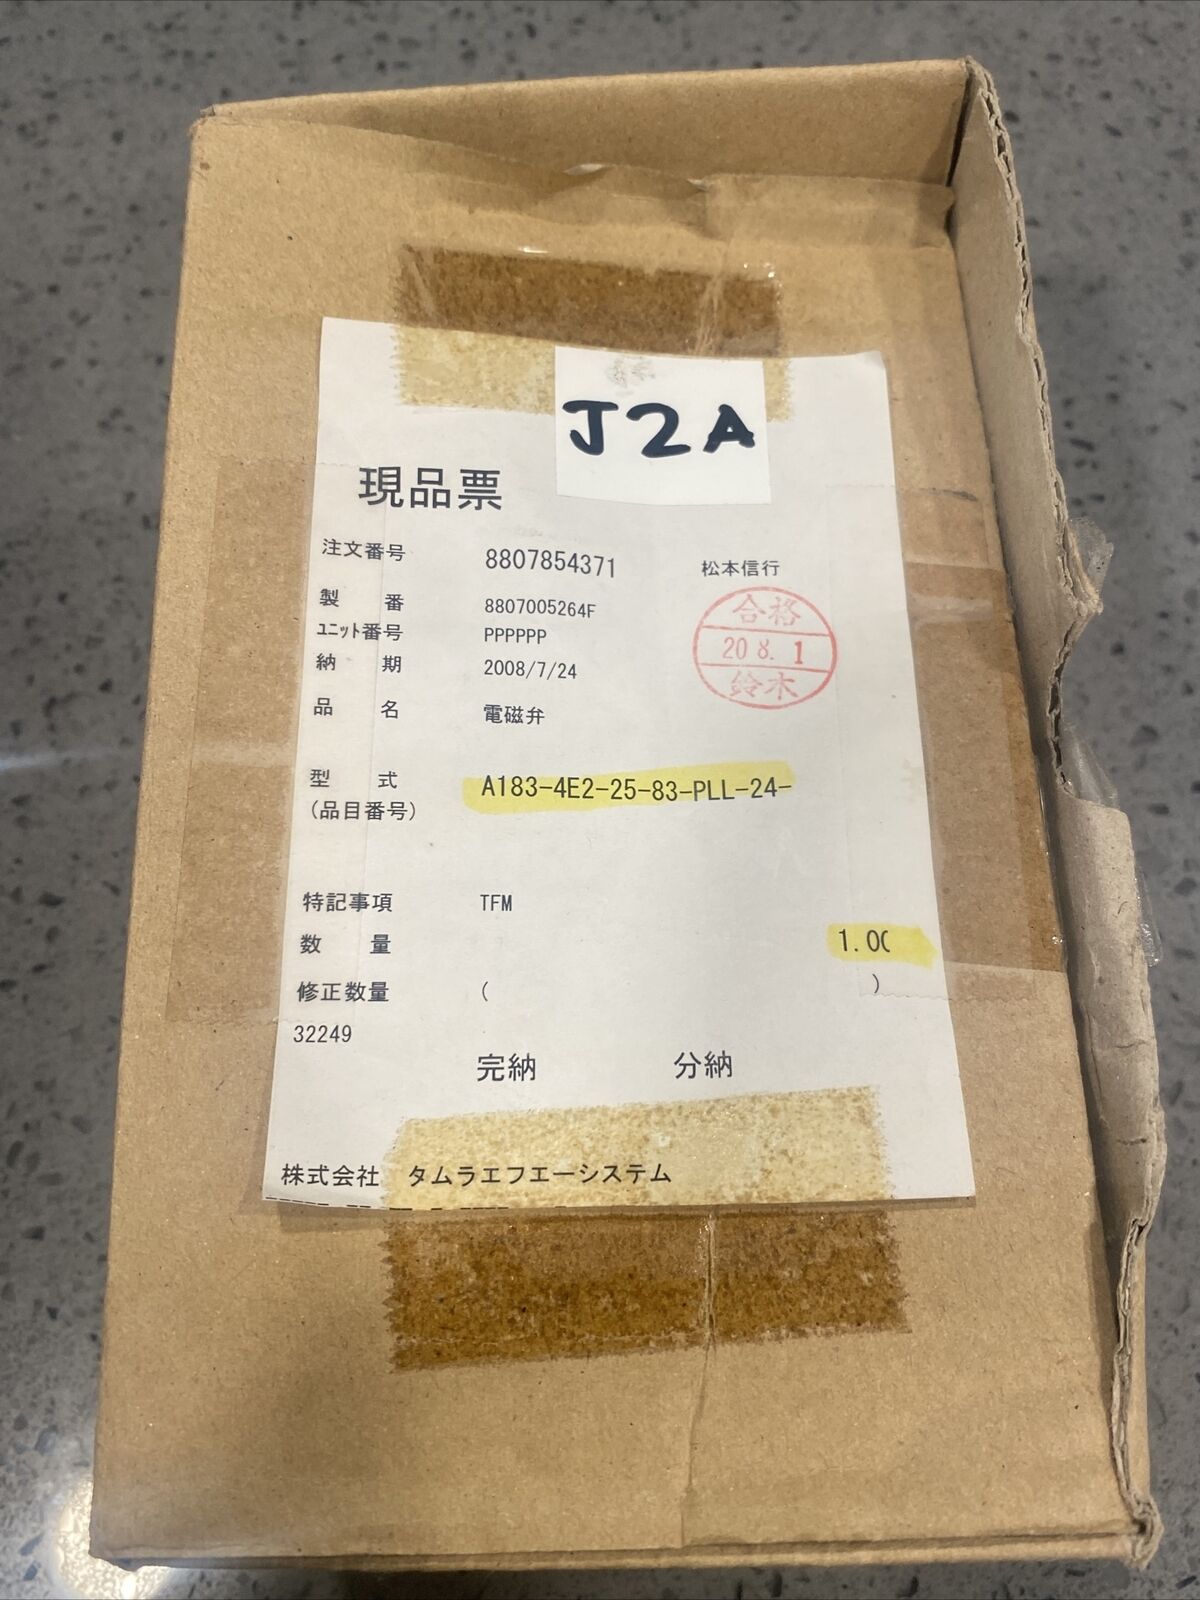 J2A
現品票
注文番号 8807854371 松本信行
製 番 8807005264F
ユニット番号 PPPPPP
納 期 2008/7/24
合格
20 8. 1
鈴木
品 名 電磁弁
型 式 A183-4E2-25-83-PLL-24-
(品目番号)
特記事項 TFM
数 量 1.00
修正数量 ( )
32249
完納 分納
株式会社 タムラエフエーシステム